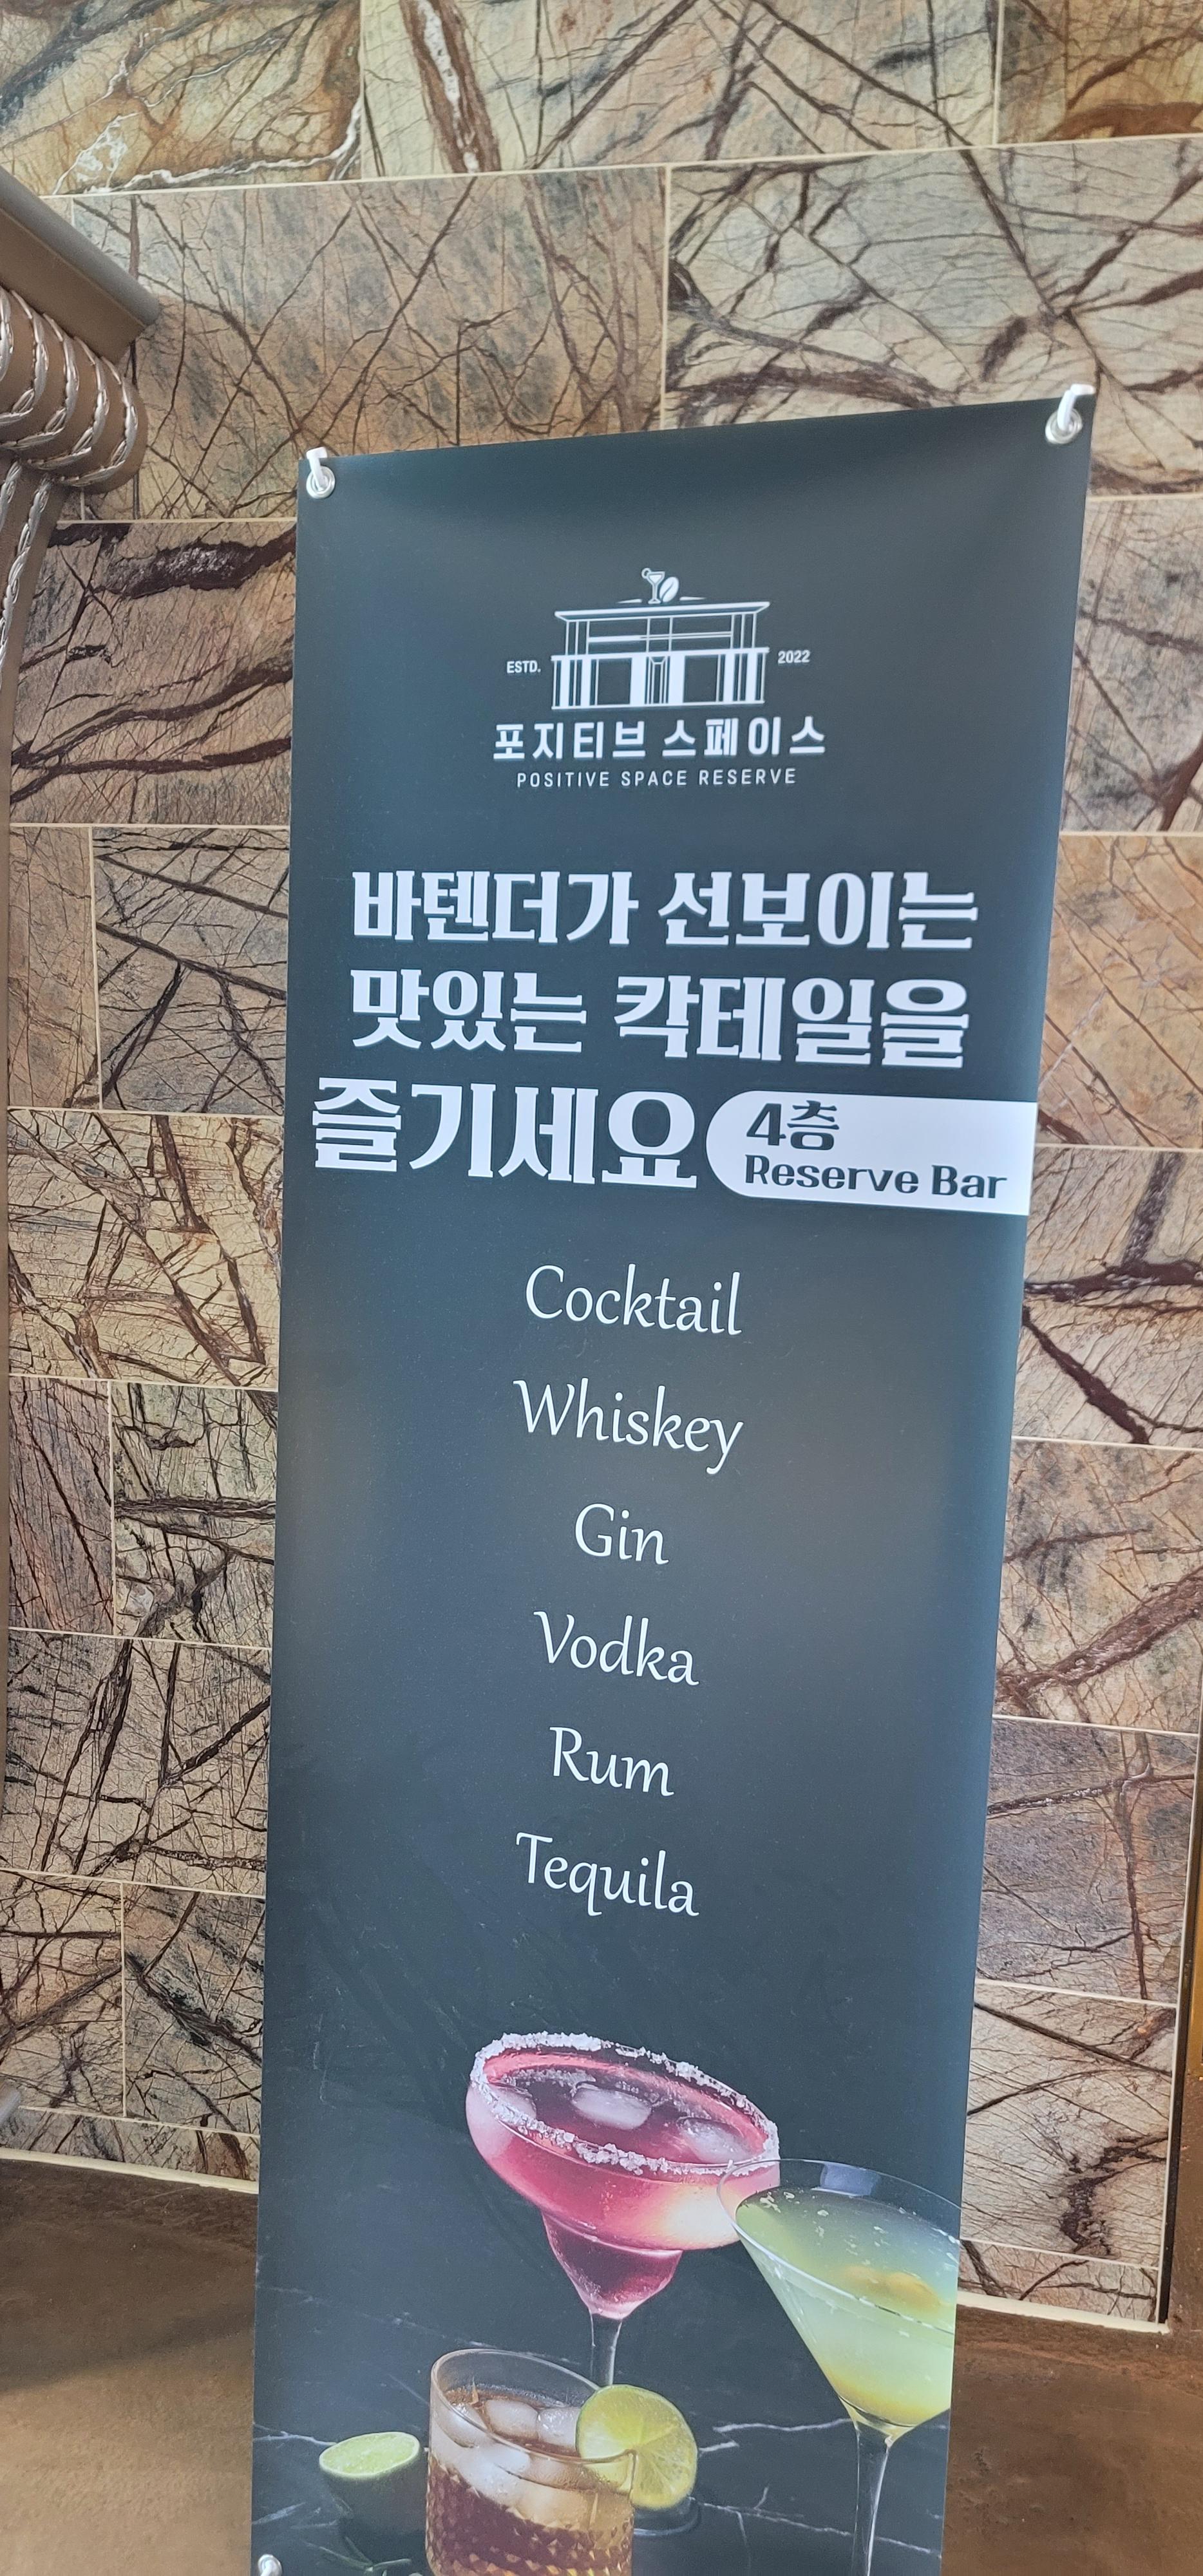 ESTD. 2022
포지티브 스페이스
POSITIVE SPACE RESERVE
바텐더가 선보이는
맛있는 칵테일을
즐기세요
4층
Reserve Bar
Cocktail
Whiskey
Gin
Vodka
Rum
Tequila